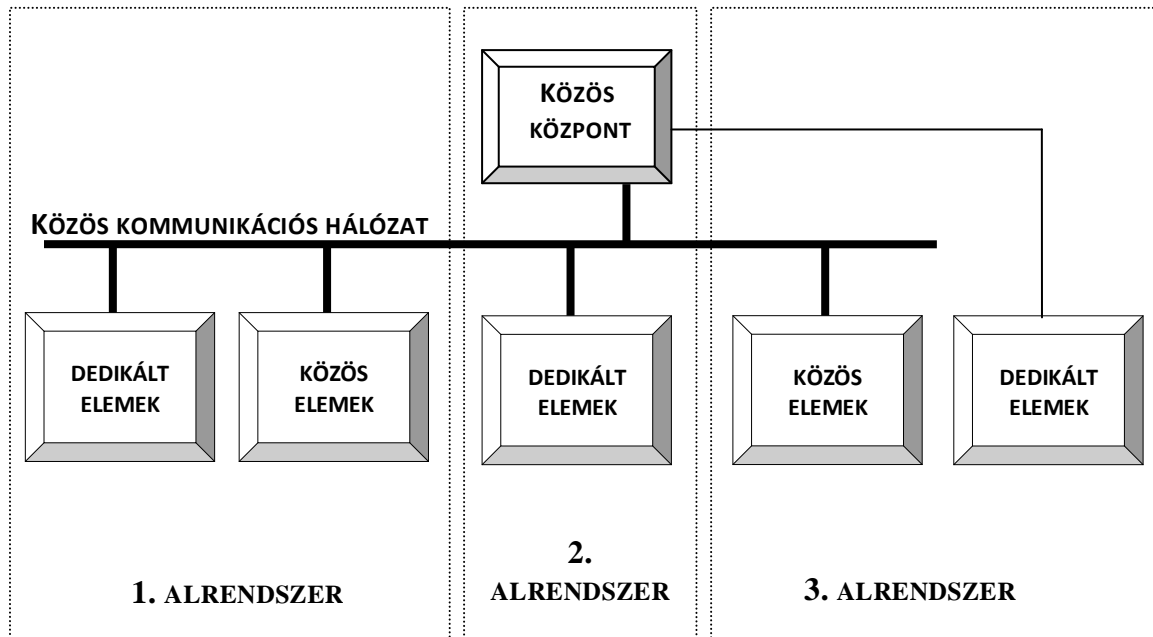 KÖZÖS
KÖZPONT
KÖZÖS KOMMUNIKÁCIÓS HÁLÓZAT
DEDIKÁLT
ELEMEK
KÖZÖS
ELEMEK
DEDIKÁLT
ELEMEK
KÖZÖS
ELEMEK
DEDIKÁLT
ELEMEK
1. ALRENDSZER
2.
ALRENDSZER
3. ALRENDSZER